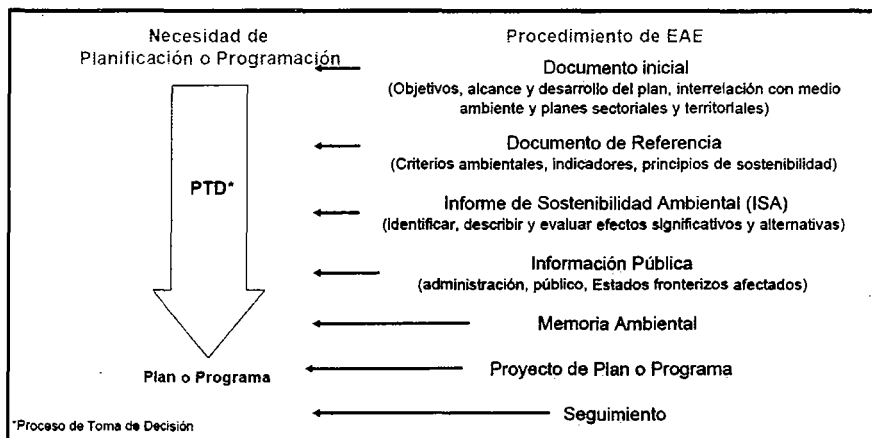 Necesidad de
Planificación o Programación
PTD*
Plan o Programa
*Proceso de Toma de Decisión
Procedimiento de EAE
Documento inicial
(Objetivos, alcance y desarrollo del plan, interrelación con medio
ambiente y planes sectoriales y territoriales)
Documento de Referencia
(Criterios ambientales, indicadores, principios de sostenibilidad)
Informe de Sostenibilidad Ambiental (ISA)
(identificar, describir y evaluar efectos significativos y alternativas)
Información Pública
(administración, público, Estados fronterizos afectados)
Memoria Ambiental
Proyecto de Plan o Programa
Seguimiento